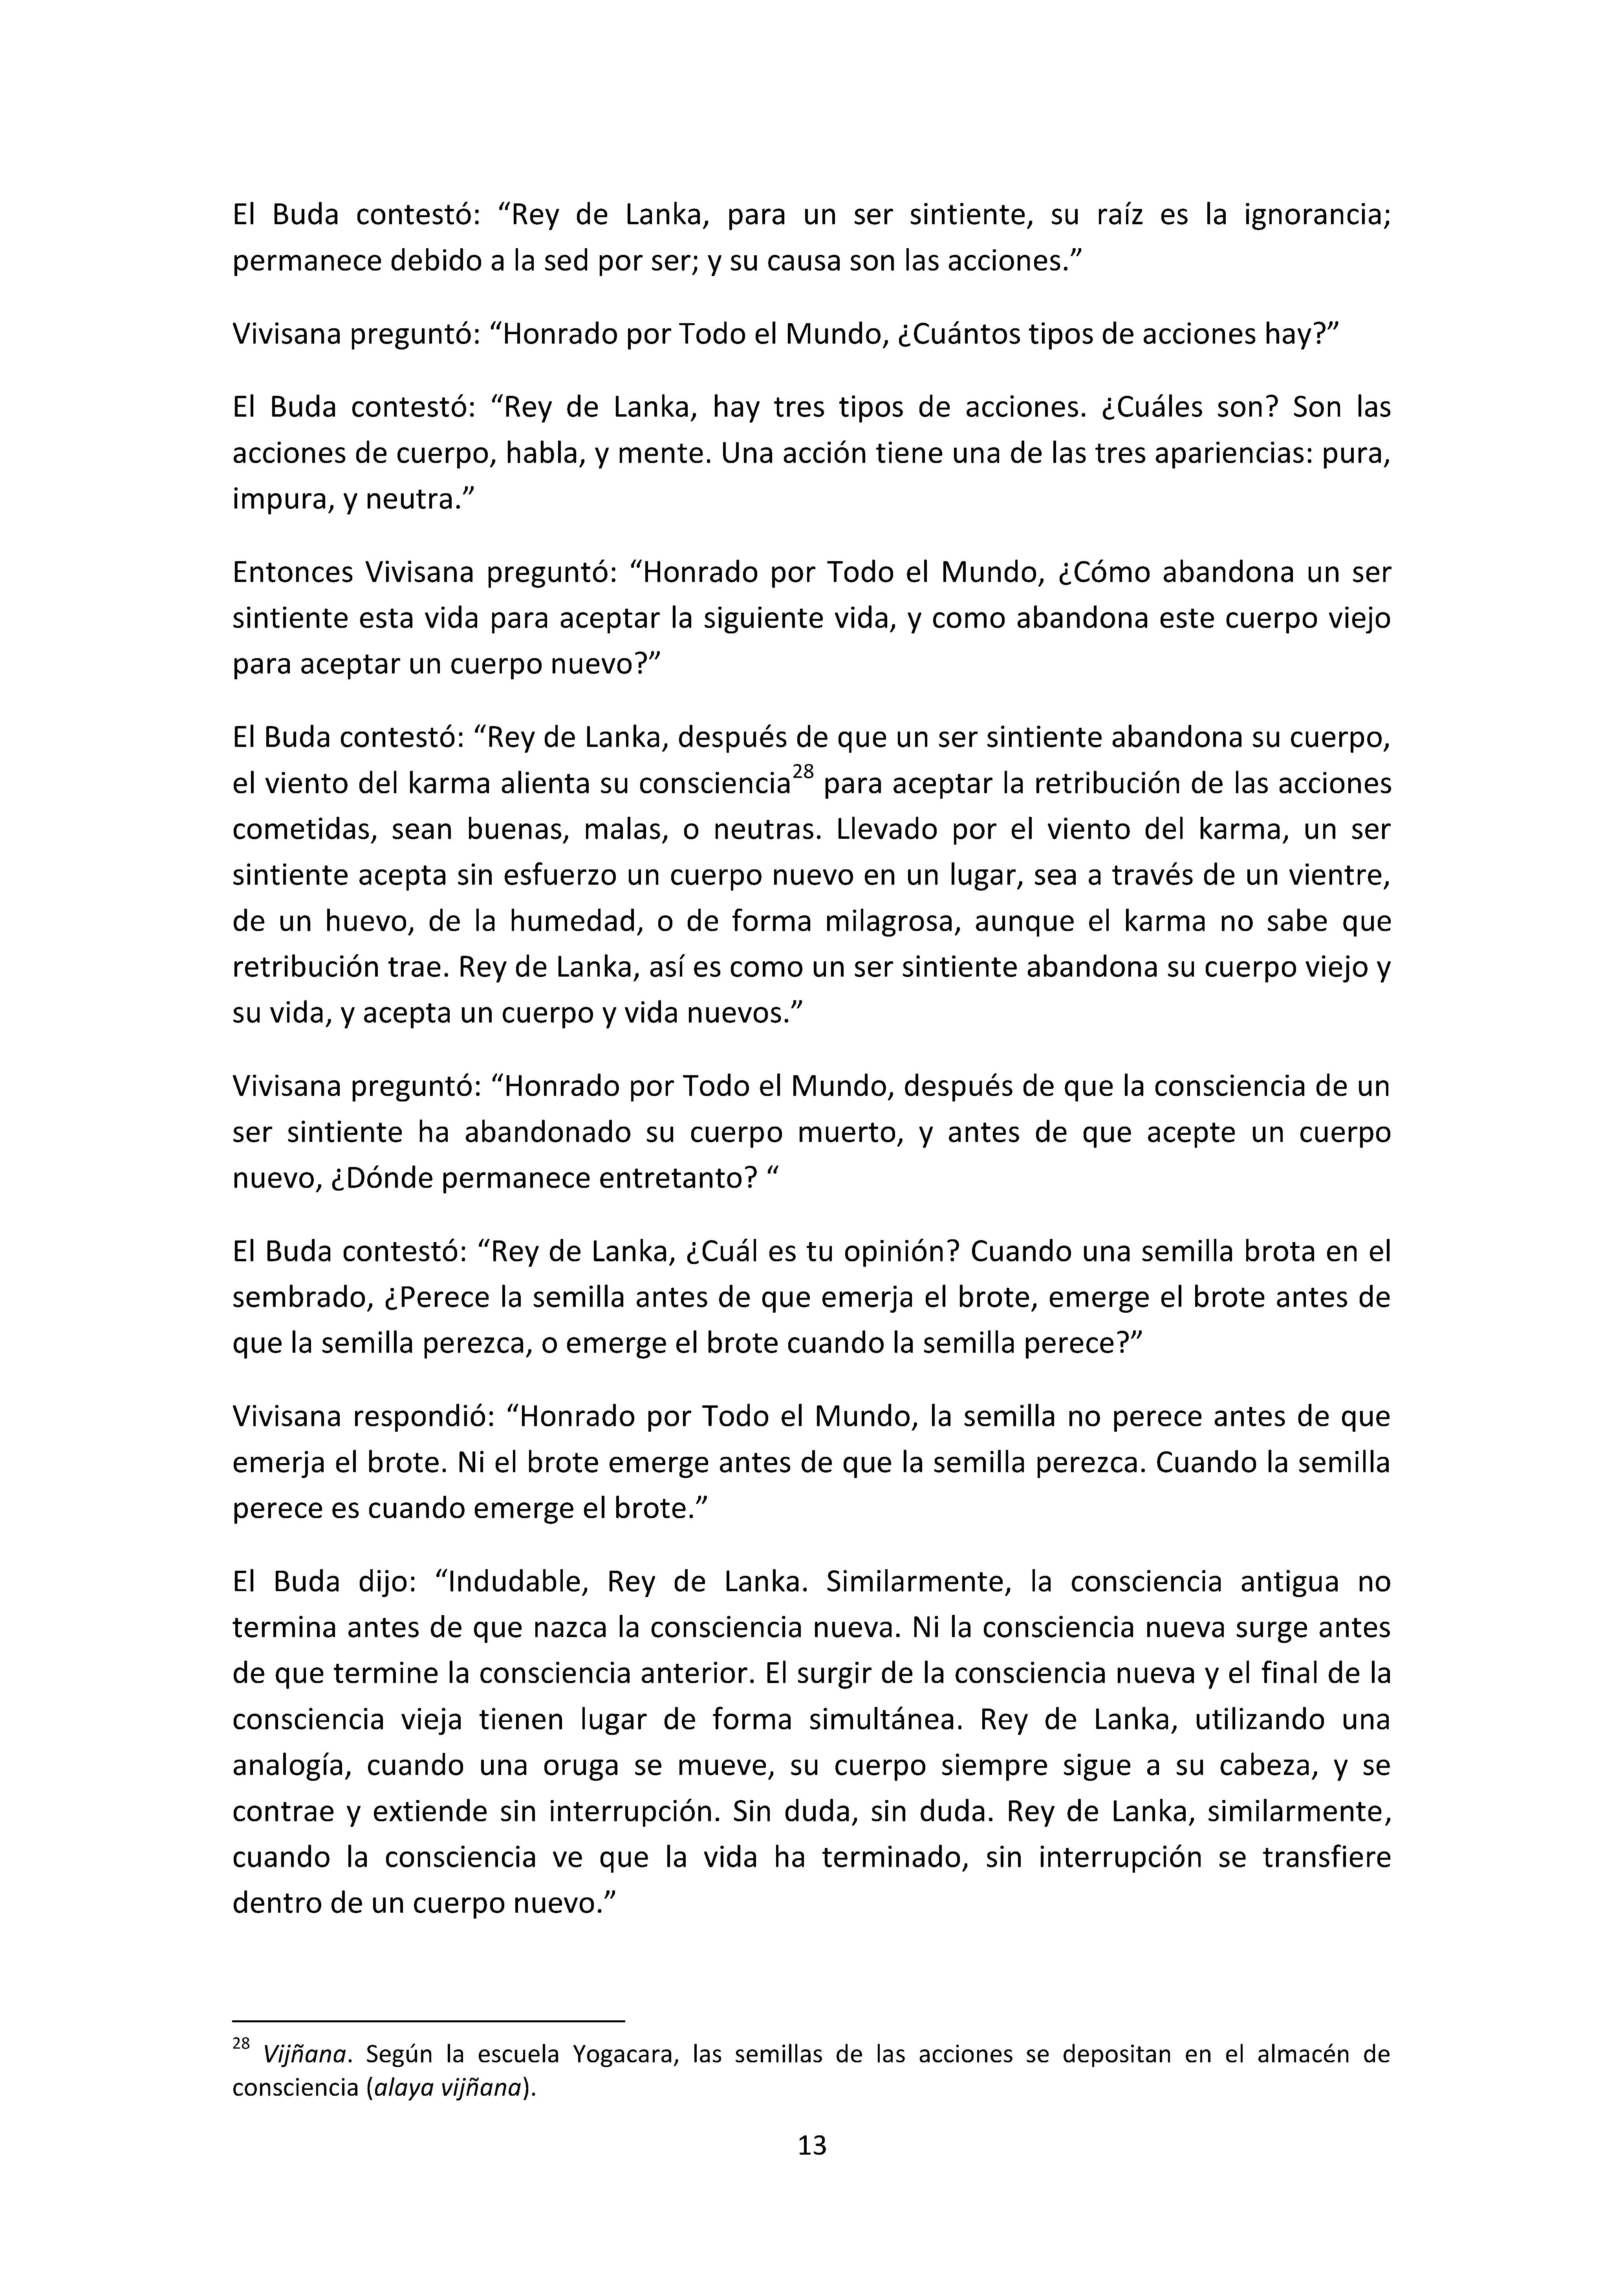 El Buda contestó: “Rey de Lanka, para un ser sintiente, su raíz es la ignorancia;
permanece debido a la sed por ser; y su causa son las acciones.”
Vivisana preguntó: “Honrado por Todo el Mundo, ¿Cuántos tipos de acciones hay?”
El Buda contestó: “Rey de Lanka, hay tres tipos de acciones. ¿Cuáles son? Son las
acciones de cuerpo, habla, y mente. Una acción tiene una de las tres apariencias: pura,
impura, y neutra.”
Entonces Vivisana preguntó: “Honrado por Todo el Mundo, ¿Cómo abandona un ser
sintiente esta vida para aceptar la siguiente vida, y como abandona este cuerpo viejo
para aceptar un cuerpo nuevo?”
El Buda contestó: “Rey de Lanka, después de que un ser sintiente abandona su cuerpo,
el viento del karma alienta su consciencia28 para aceptar la retribución de las acciones
cometidas, sean buenas, malas, o neutras. Llevado por el viento del karma, un ser
sintiente acepta sin esfuerzo un cuerpo nuevo en un lugar, sea a través de un vientre,
de un huevo, de la humedad, o de forma milagrosa, aunque el karma no sabe que
retribución trae. Rey de Lanka, así es como un ser sintiente abandona su cuerpo viejo y
su vida, y acepta un cuerpo y vida nuevos.”
Vivisana preguntó: “Honrado por Todo el Mundo, después de que la consciencia de un
ser sintiente ha abandonado su cuerpo muerto, y antes de que acepte un cuerpo
nuevo, ¿Dónde permanece entretanto? “
El Buda contestó: “Rey de Lanka, ¿Cuál es tu opinión? Cuando una semilla brota en el
sembrado, ¿Perece la semilla antes de que emerja el brote, emerge el brote antes de
que la semilla perezca, o emerge el brote cuando la semilla perece?”
Vivisana respondió: “Honrado por Todo el Mundo, la semilla no perece antes de que
emerja el brote. Ni el brote emerge antes de que la semilla perezca. Cuando la semilla
perece es cuando emerge el brote.”
El Buda dijo: “Indudable, Rey de Lanka. Similarmente, la consciencia antigua no
termina antes de que nazca la consciencia nueva. Ni la consciencia nueva surge antes
de que termine la consciencia anterior. El surgir de la consciencia nueva y el final de la
consciencia vieja tienen lugar de forma simultánea. Rey de Lanka, utilizando una
analogía, cuando una oruga se mueve, su cuerpo siempre sigue a su cabeza, y se
contrae y extiende sin interrupción. Sin duda, sin duda. Rey de Lanka, similarmente,
cuando la consciencia ve que la vida ha terminado, sin interrupción se transfiere
dentro de un cuerpo nuevo.”
28 Vijñana. Según la escuela Yogacara, las semillas de las acciones se depositan en el almacén de
consciencia (alaya vijñana).
13